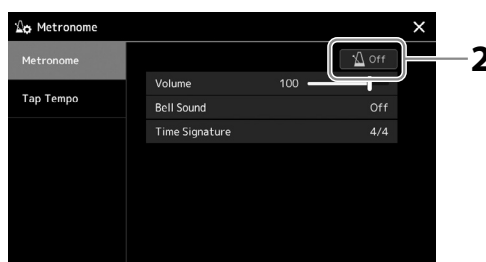 Metronome
Metronome
Off
2
Volume 100
Tap Tempo
Bell Sound Off
Time Signature 4/4